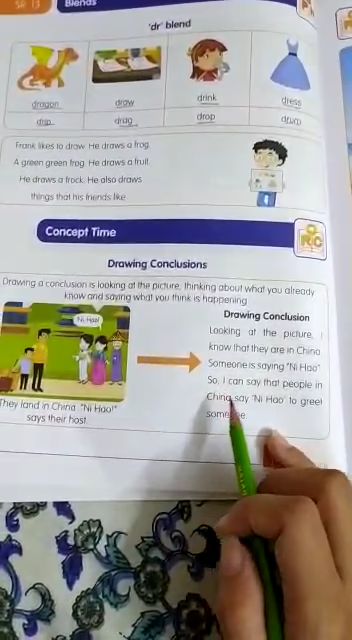 SR 13
Blends
'dr' blend
dragon draw drink dress
drip drag drop drum
Frank likes to draw. He draws a frog.
A green green frog. He draws a fruit.
He draws a frock. He also draws
things that his friends like.
Concept Time
RC
Drawing Conclusions
Drawing a conclusion is looking at the picture, thinking about what you already
know and saying what you think is happening.
Ni Hao!
They land in China. "Ni Hao!"
says their host.
Drawing Conclusion
Looking at the picture, I
know that they are in China.
Someone is saying "Ni Hao".
So, I can say that people in
China say 'Ni Hao' to greet
someone.